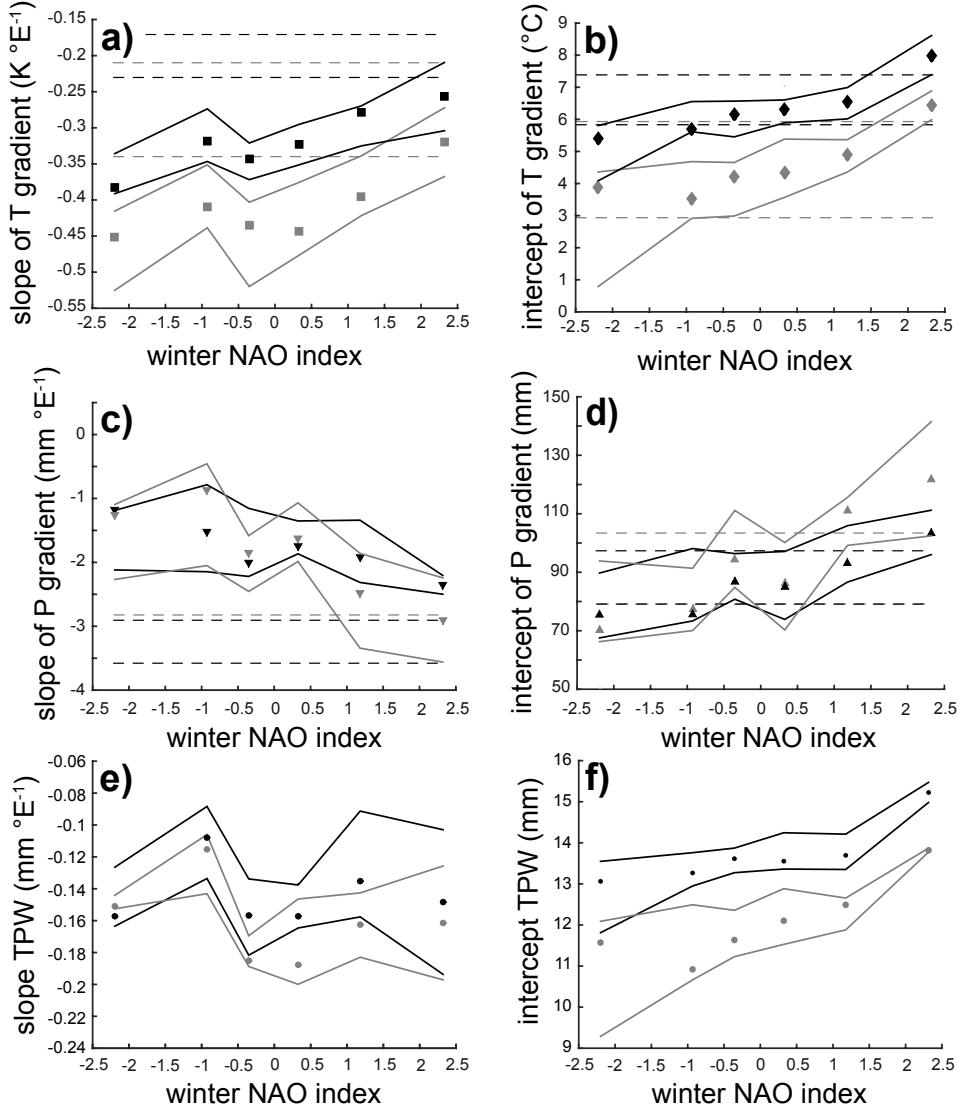 a)
slope of T gradient (K °E-1)
-0.15
-0.2
-0.25
-0.3
-0.35
-0.4
-0.45
-0.5
-0.55
-2.5 -2 -1.5 -1 -0.5 0 0.5 1 1.5 2 2.5
winter NAO index
b)
intercept of T gradient (°C)
9
8
7
6
5
4
3
2
1
0
-2.5 -2 -1.5 -1 -0.5 0 0.5 1 1.5 2 2.5
winter NAO index
c)
slope of P gradient (mm °E-1)
0
-1
-2
-3
-4
-2.5 -2 -1.5 -1 -0.5 0 0.5 1 1.5 2 2.5
winter NAO index
d)
intercept of P gradient (mm)
150
130
110
90
70
50
-2.5 -2 -1.5 -1 -0.5 0 0.5 1 1.5 2 2.5
winter NAO index
e)
slope TPW (mm °E-1)
-0.06
-0.08
-0.1
-0.12
-0.14
-0.16
-0.18
-0.2
-0.22
-0.24
-2.5 -2 -1.5 -1 -0.5 0 0.5 1 1.5 2 2.5
winter NAO index
f)
intercept TPW (mm)
16
15
14
13
12
11
10
9
-2.5 -2 -1.5 -1 -0.5 0 0.5 1 1.5 2 2.5
winter NAO index